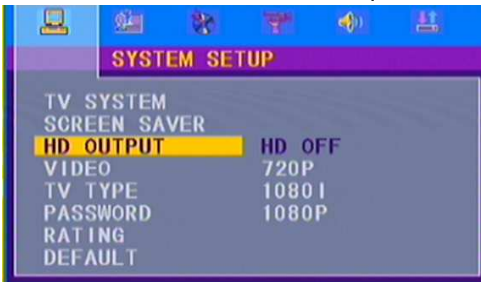 SYSTEM SETUP
TV SYSTEM
SCREEN SAVER
HD OUTPUT HD OFF
VIDEO 720P
TV TYPE 1080I
PASSWORD 1080P
RATING
DEFAULT